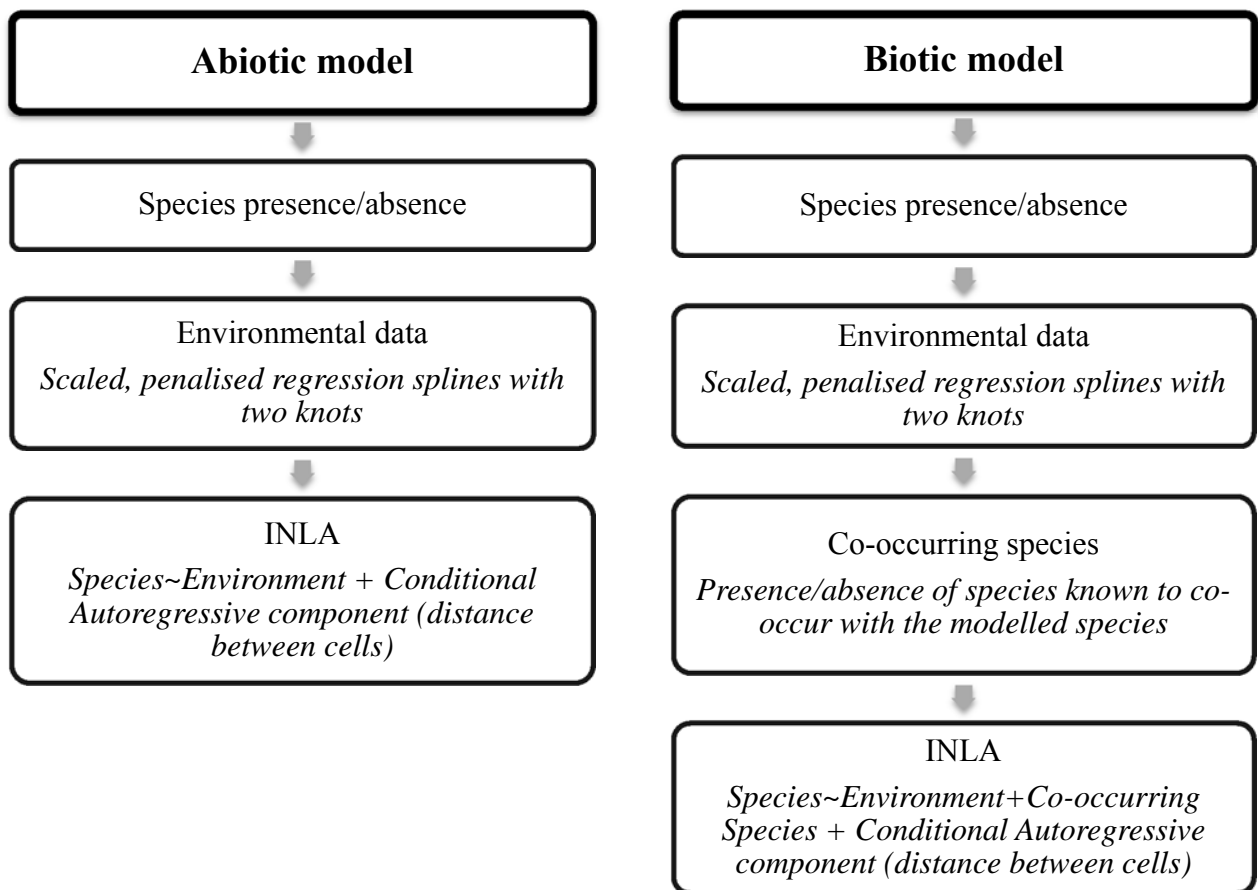 Abiotic model
Species presence/absence
Environmental data
Scaled, penalised regression splines with
two knots
INLA
Species~Environment + Conditional
Autoregressive component (distance
between cells)
Biotic model
Species presence/absence
Environmental data
Scaled, penalised regression splines with
two knots
Co-occurring species
Presence/absence of species known to co-
occur with the modelled species
INLA
Species~Environment+Co-occurring
Species + Conditional Autoregressive
component (distance between cells)